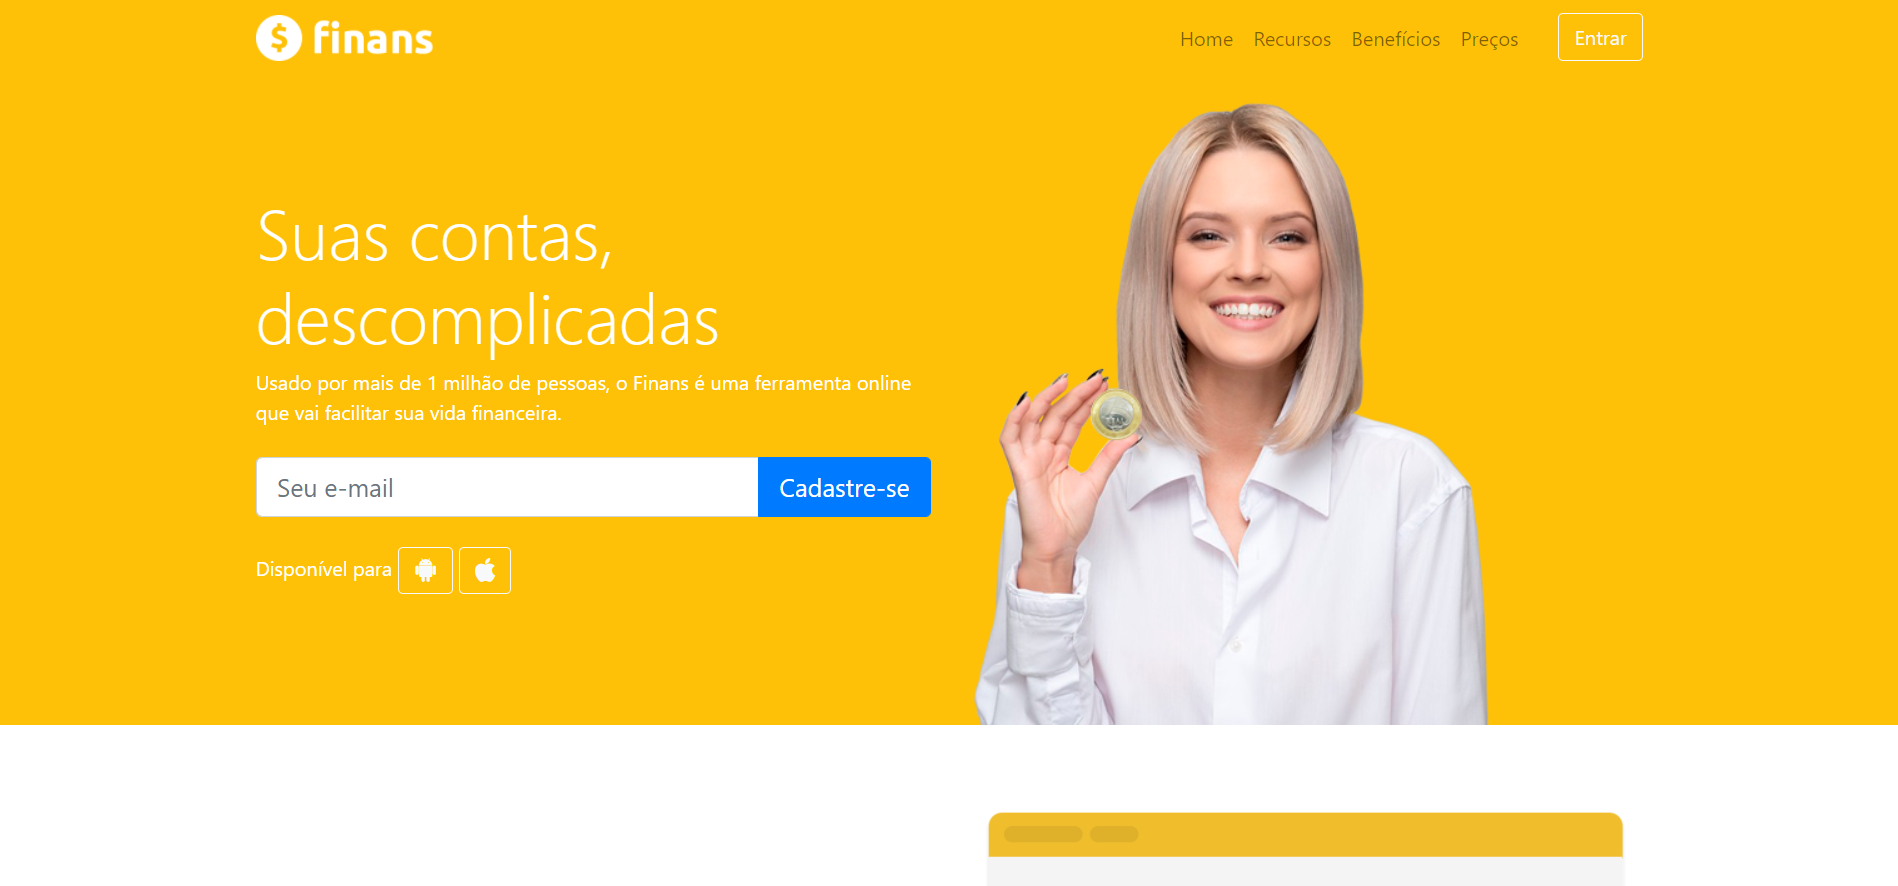 finans
Home Recursos Benefícios Preços Entrar
Suas contas,
descomplicadas
Usado por mais de 1 milhão de pessoas, o Finans é uma ferramenta online
que vai facilitar sua vida financeira.
Seu e-mail Cadastre-se
Disponível para